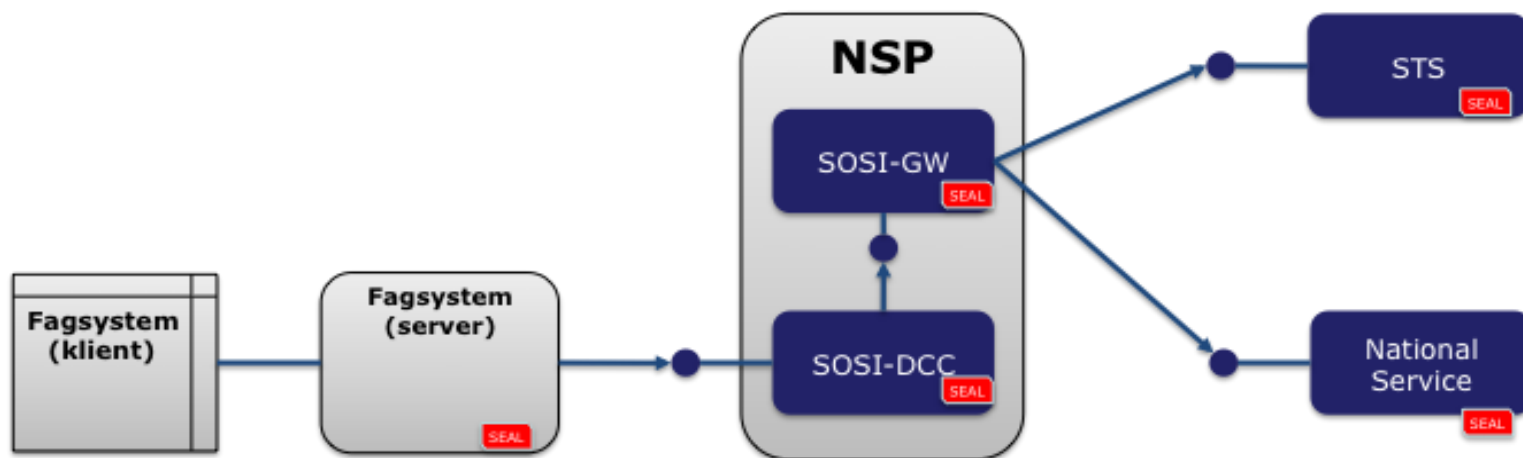 NSP
STS
SEAL
SOSI-GW
SEAL
Fagsystem
(klient)
Fagsystem
(server)
SEAL
SOSI-DCC
SEAL
National
Service
SEAL